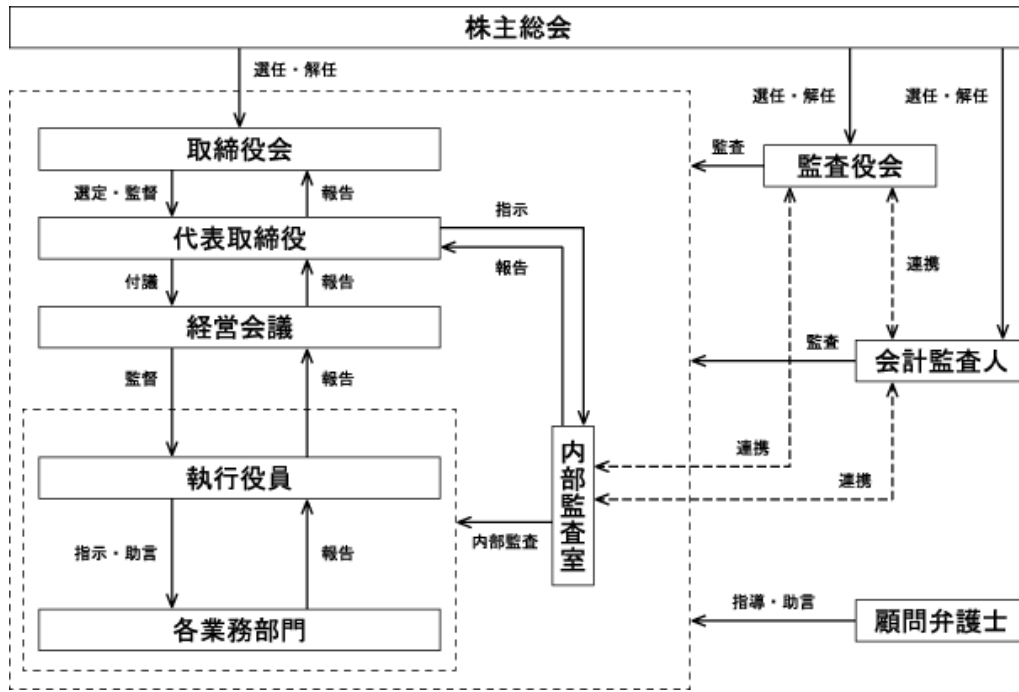 株主総会
選任・解任
選任・解任
選任・解任
取締役会
監査
監査役会
選定・監督
報告
指示
代表取締役
報告
連携
付議
報告
経営会議
監査
会計監査人
監督
報告
連携
連携
内部監査室
執行役員
内部監査
指示・助言
報告
指導・助言
顧問弁護士
各業務部門